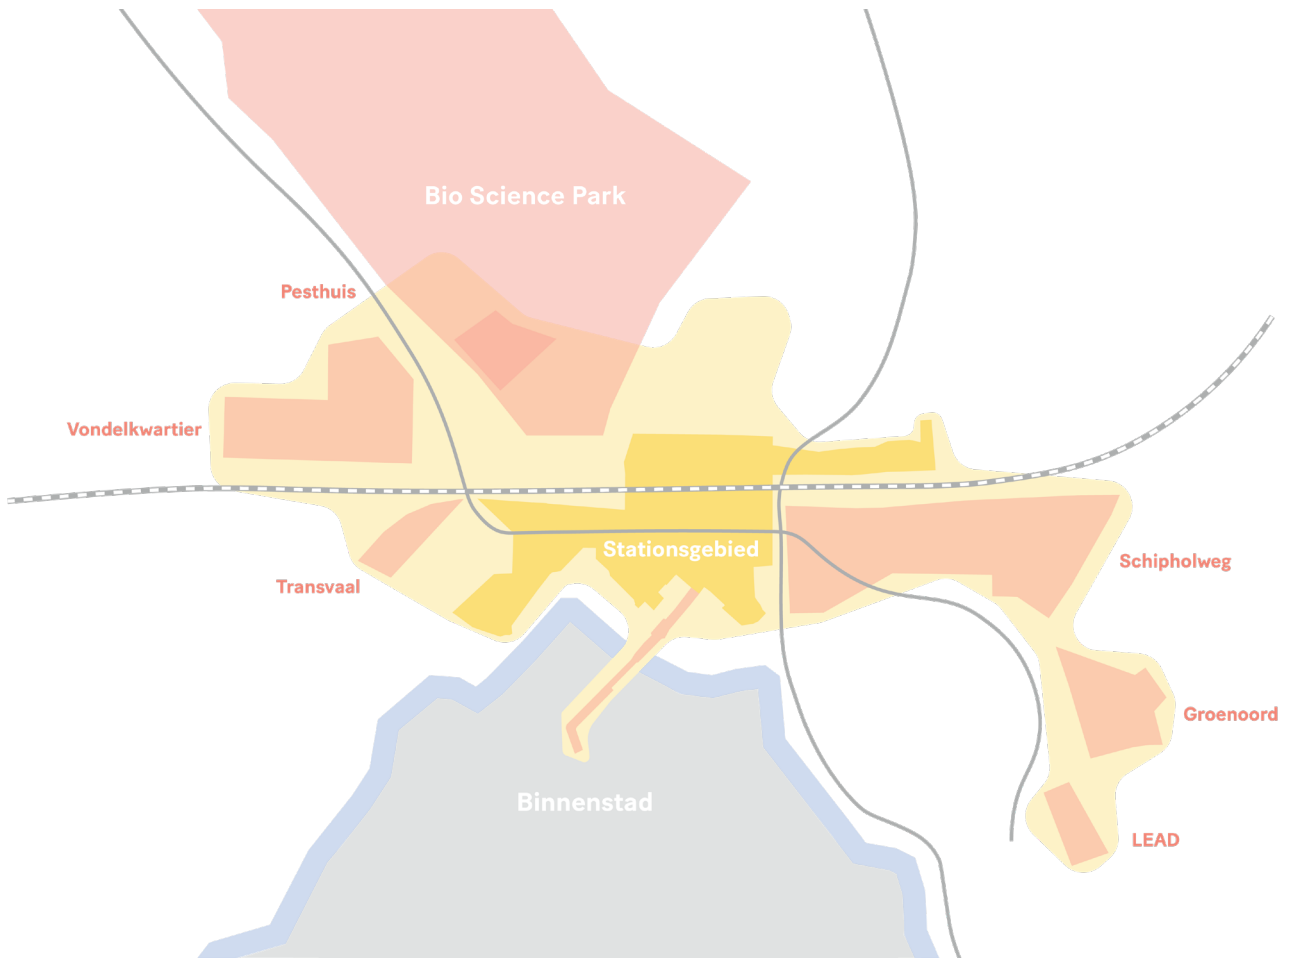 Bio Science Park
Pesthuis
Vondelkwartier
Stationsgebied
Schipholweg
Transvaal
Groenoord
Binnenstad
LEAD